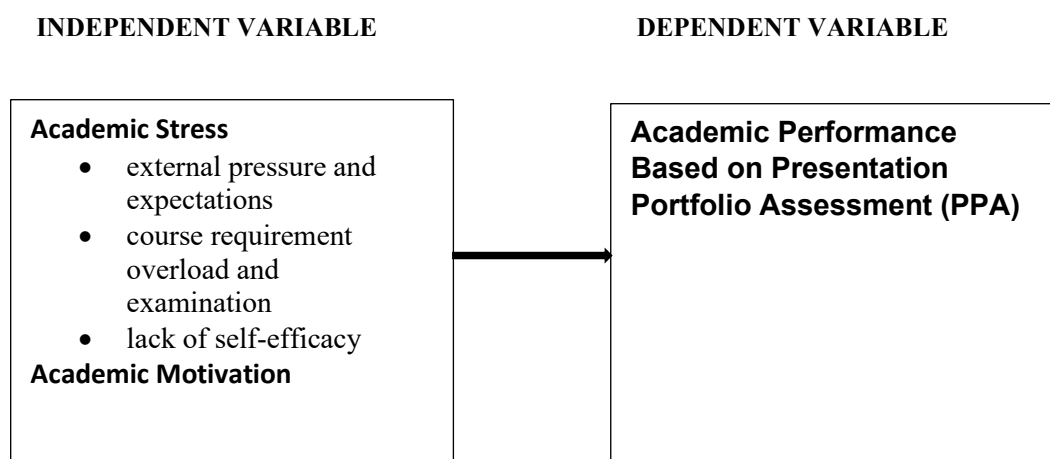 INDEPENDENT VARIABLE
DEPENDENT VARIABLE
Academic Stress
• external pressure and
expectations
• course requirement
overload and
examination
• lack of self-efficacy
Academic Motivation
Academic Performance
Based on Presentation
Portfolio Assessment (PPA)